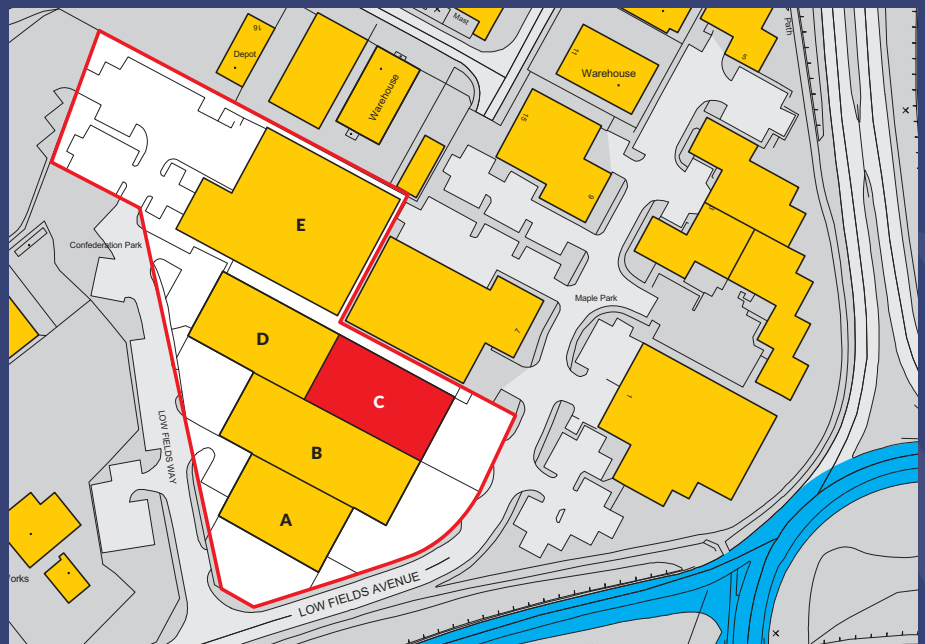 16
Depot
Mast
Warehouse
11
Warehouse
5
Path
15
9
E
Confederation Park
Maple Park
7
D
C
1
B
A
LOW FIELDS WAY
LOW FIELDS AVENUE
orks